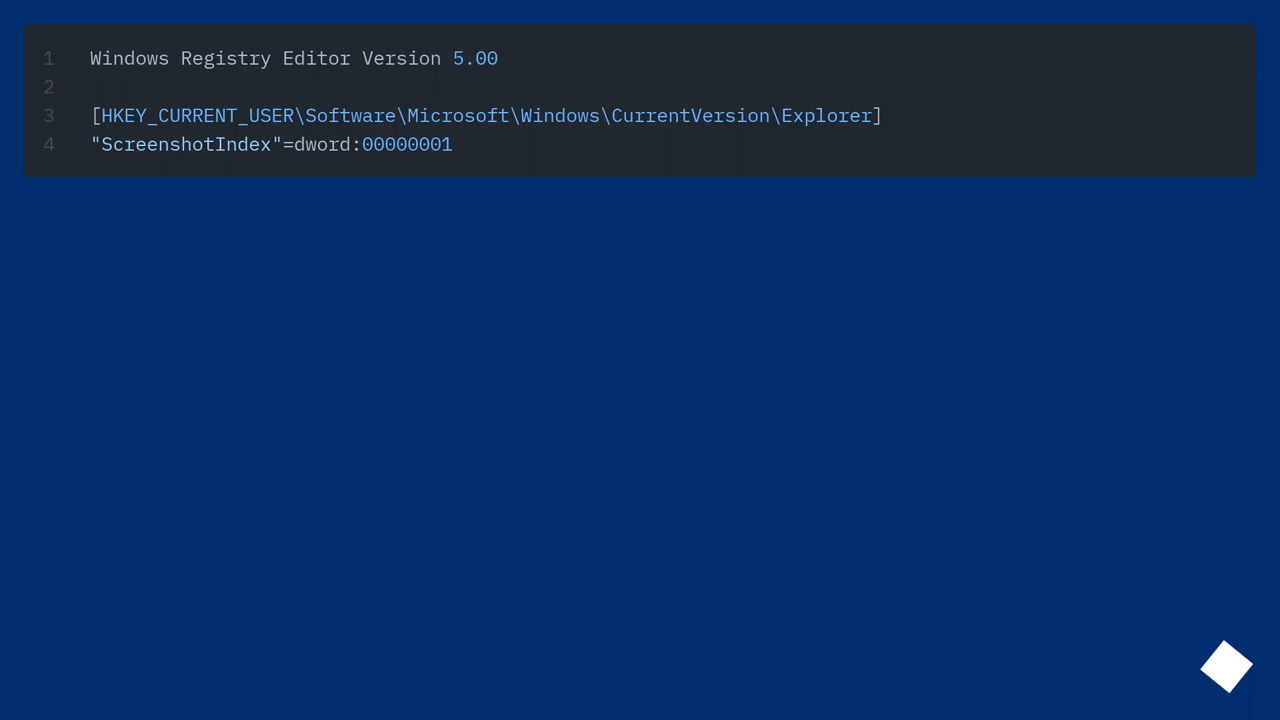 1 Windows Registry Editor Version 5.00
2
3 [HKEY_CURRENT_USER\Software\Microsoft\Windows\CurrentVersion\Explorer]
4 "ScreenshotIndex"=dword:00000001